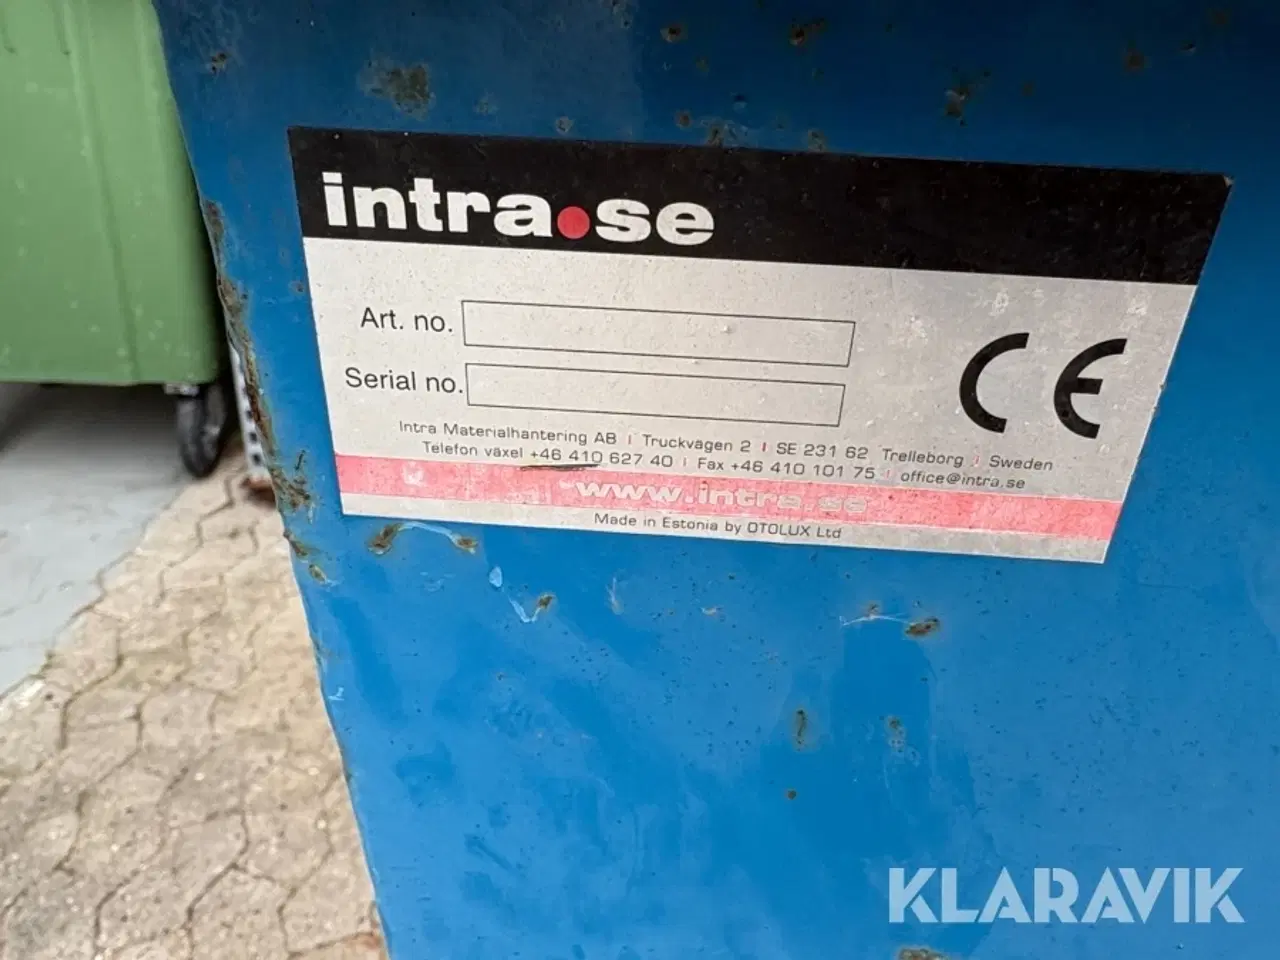 intra.se
Art. no.
Serial no.
CE
Intra Materialhantering AB | Truckvägen 2 | SE 231 62 Trelleborg | Sweden
Telefon växel +46 410 627 40 | Fax +46 410 101 75 | office@intra.se
www.intra.se
Made in Estonia by OTOLUX Ltd
KLARAVIK